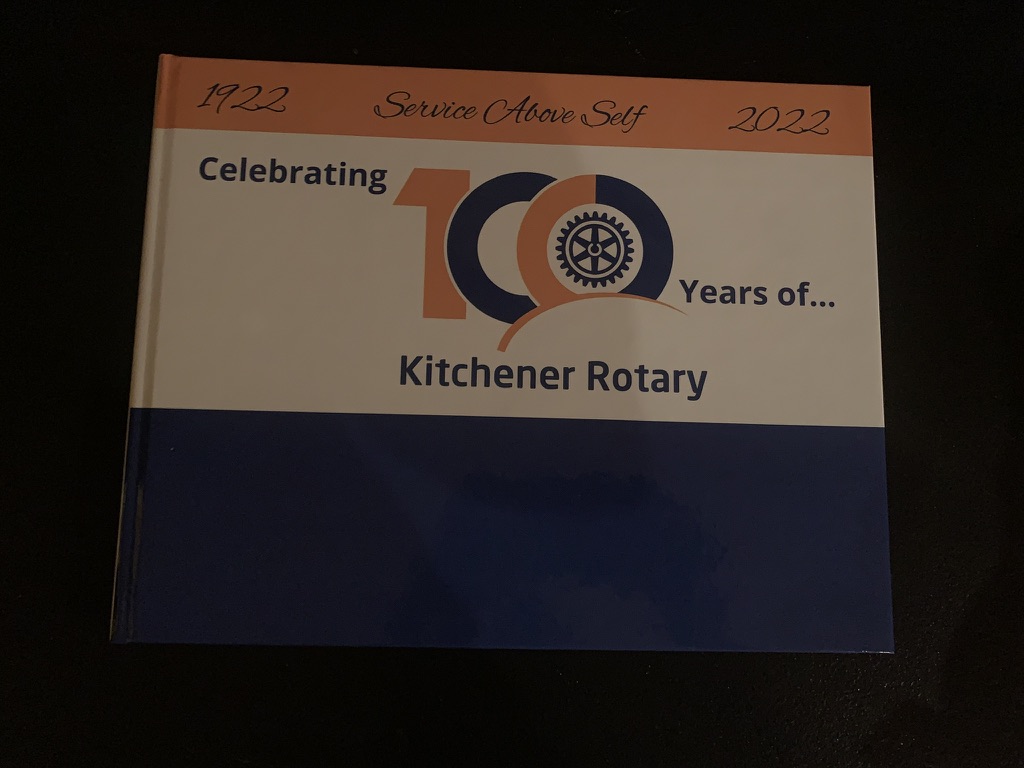 1922 Service Above Self 2022
Celebrating 100 Years of...
Kitchener Rotary